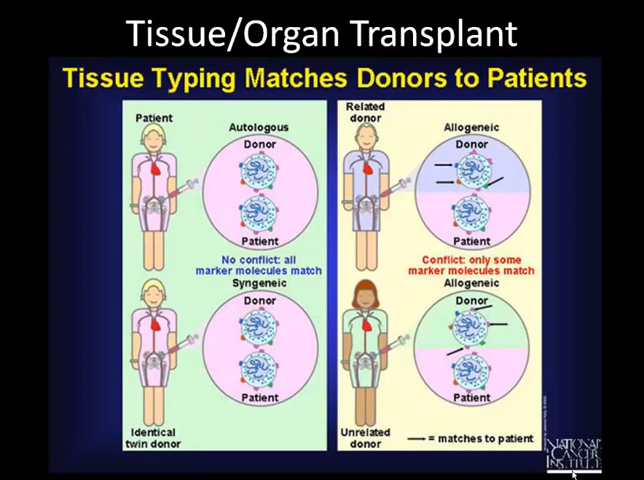 Tissue/Organ Transplant
Tissue Typing Matches Donors to Patients
Patient
Autologous
Donor
Patient
No conflict: all
marker molecules match
Syngeneic
Donor
Patient
Identical
twin donor
Related
donor
Allogeneic
Donor
Patient
Conflict: only some
marker molecules match
Allogeneic
Donor
Patient
Unrelated
donor
= matches to patient
NATIONAL
CANCER
INSTITUTE